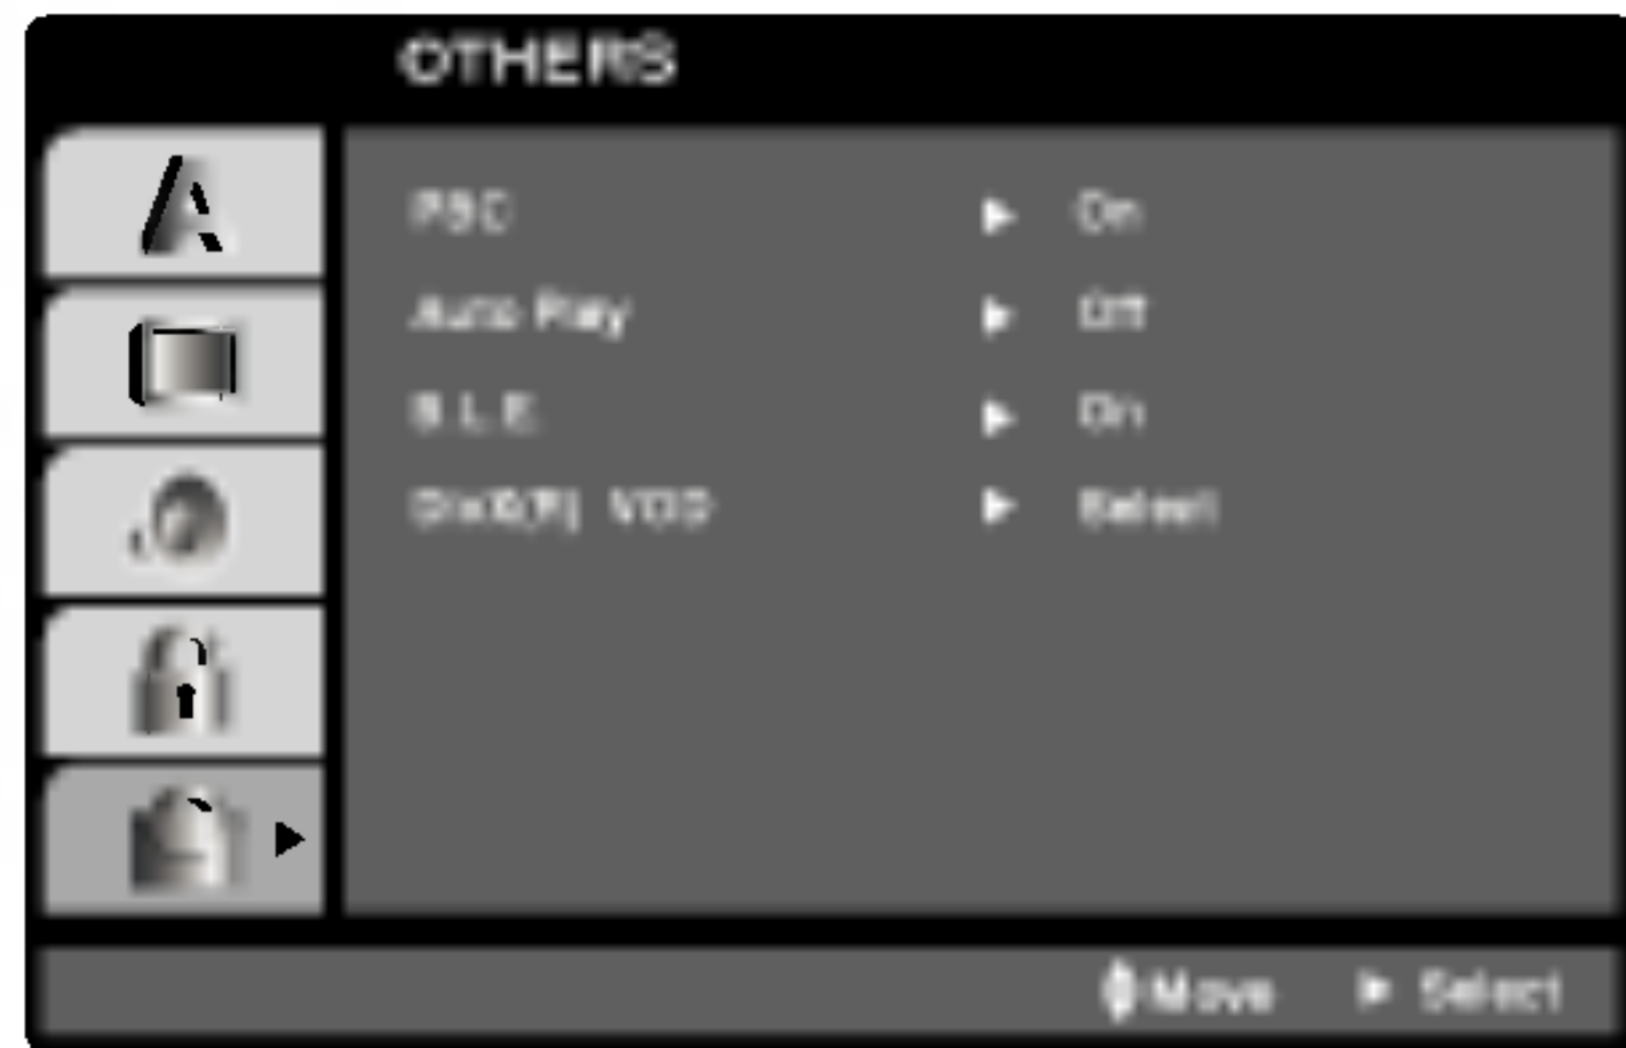 OTHERS
PBC ► On
Auto Play ► Off
B.L.E. ► On
DivX(R) VOD ► Select
Move ► Select